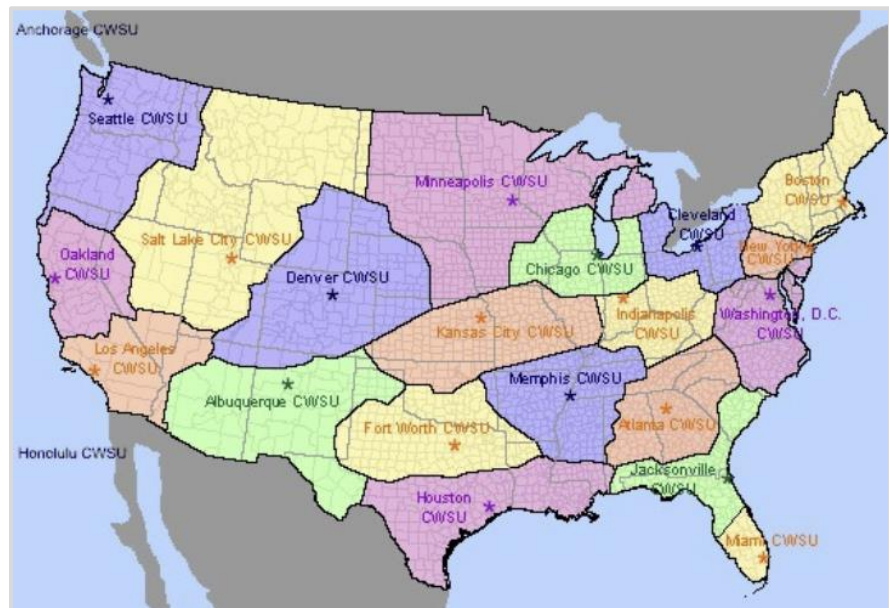 Anchorage CWSU
Seattle CWSU
Minneapolis CWSU
Boston
CWSU
Cleveland
CWSU
Salt Lake City CWSU
Oakland
CWSU
New York
CWSU
Denver CWSU
Chicago CWSU
Indianapolis
CWSU
Washington, D.C.
CWSU
Kansas City CWSU
Los Angeles
CWSU
Memphis CWSU
Albuquerque CWSU
Fort Worth CWSU
Atlanta CWSU
Honolulu CWSU
Jacksonville
CWSU
Houston
CWSU
Miami CWSU